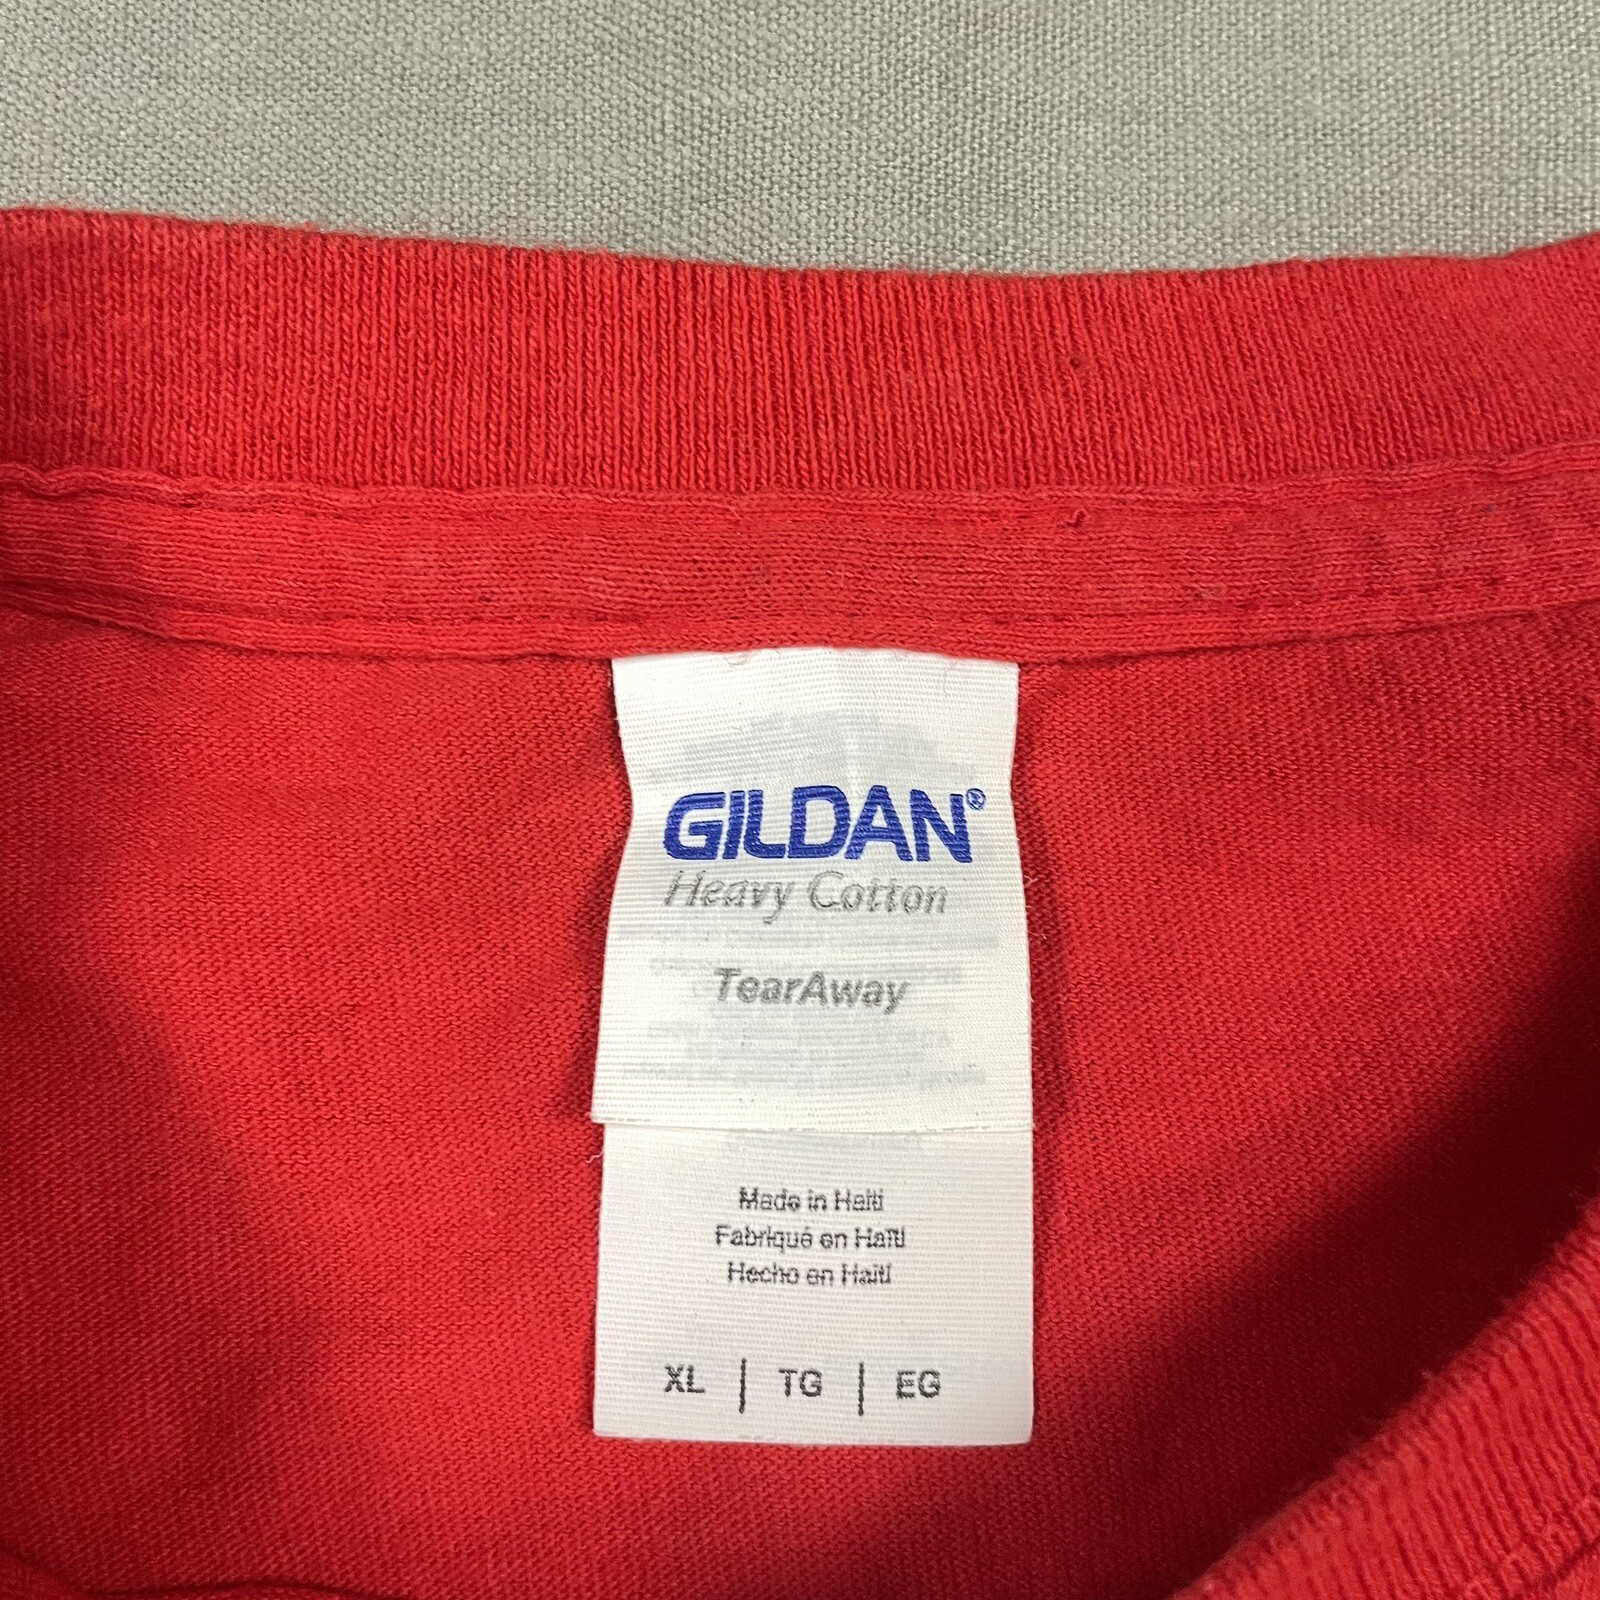 GILDAN®
Heavy Cotton
TearAway
Made in Haiti
Fabriqué en Haïti
Hecho en Haití
XL | TG | EG